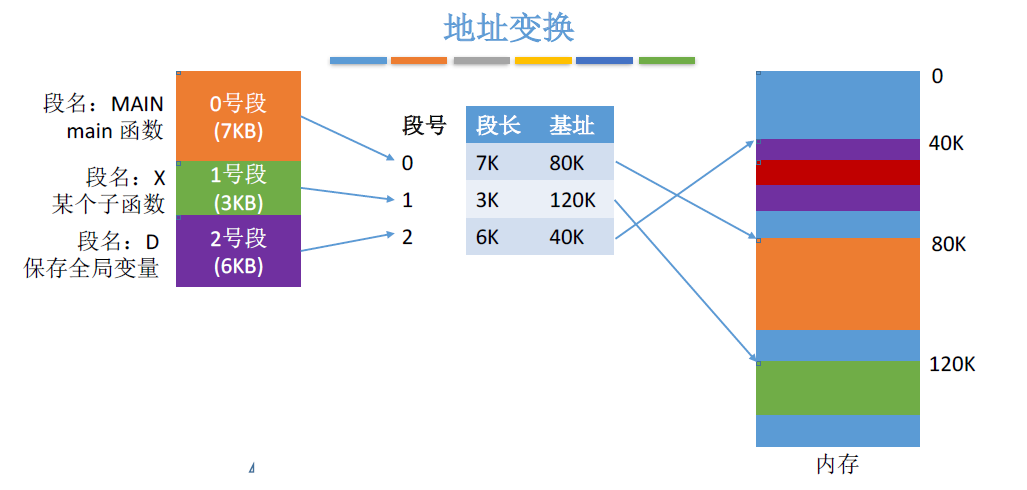 地址变换
段名：MAIN
main 函数
0号段
(7KB)
段名：X
某个子函数
1号段
(3KB)
段名：D
保存全局变量
2号段
(6KB)
段号 段长 基址
0 7K 80K
1 3K 120K
2 6K 40K
0
40K
80K
120K
内存